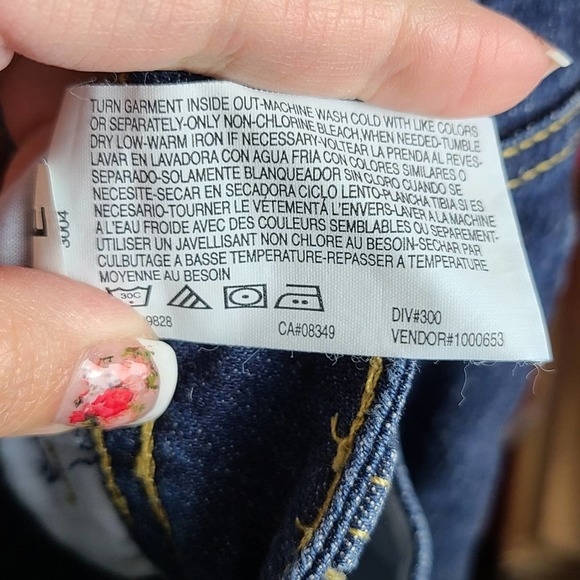 TURN GARMENT INSIDE OUT-MACHINE WASH COLD WITH LIKE COLORS
OR SEPARATELY-ONLY NON-CHLORINE BLEACH,WHEN NEEDED-TUMBLE
DRY LOW-WARM IRON IF NECESSARY-VOLTEAR LA PRENDA AL REVES-
LAVAR EN LAVADORA CON AGUA FRIA CON COLORES SIMILARES O
SEPARADO-SOLAMENTE BLANQUEADOR SIN CLORO CUANDO SE
NECESITE-SECAR EN SECADORA CICLO LENTO-PLANCHA TIBIA SI ES
NECESARIO-TOURNER LE VÉTEMENTÀ L'ENVERS-LAVER A LA MACHINE
A L'EAU FROIDE AVEC DES COULEURS SEMBLABLES OU SEPAREMENT-
UTILISER UN JAVELLISANT NON CHLORE AU BESOIN-SECHAR PAR
CULBUTAGE A BASSE TEMPERATURE-REPASSER A TEMPERATURE
MOYENNE AU BESOIN
30C
9828
CA#08349
DIV#300
VENDOR#1000653
3004